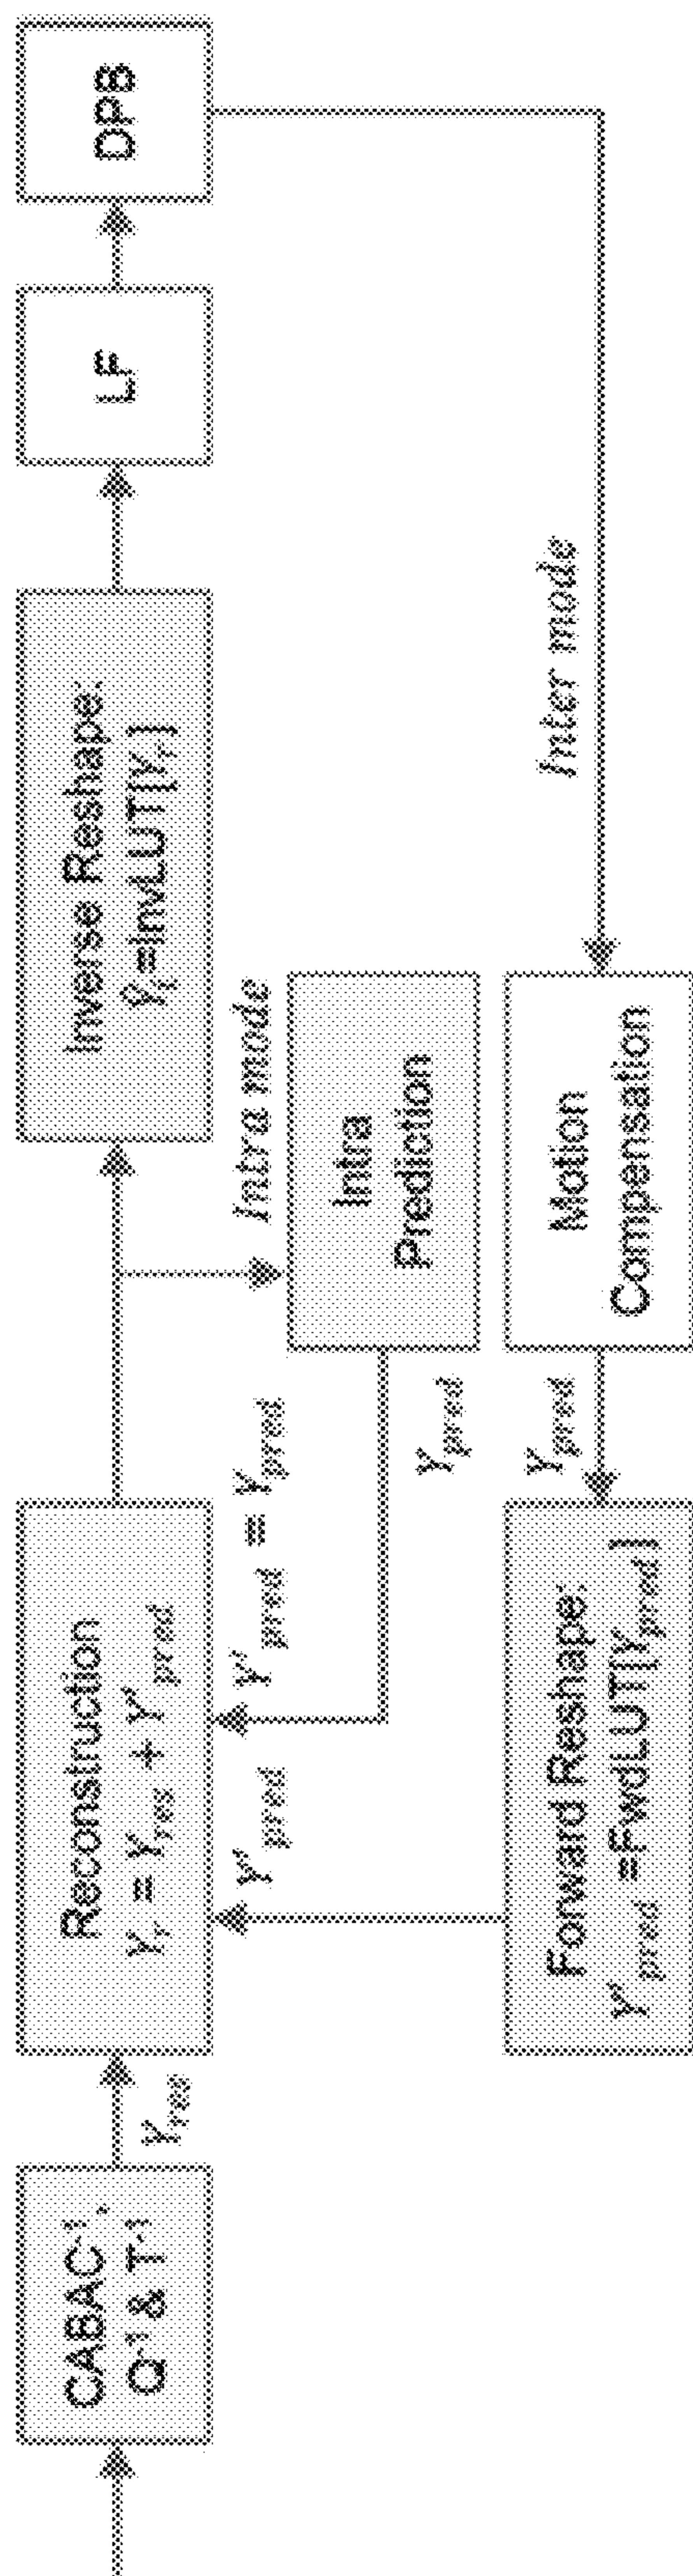 CABAC⁻¹,
Q⁻¹ & T⁻¹
Y_res
Reconstruction
Y_r = Y_res + Y'_pred
Y'_pred
Y'_pred = Y_pred
Inverse Reshape:
Ŷ_i=InvLUT[Y_r]
LF
DPB
Intra mode
Intra
Prediction
Y_pred
Inter mode
Motion
Compensation
Y_pred
Forward Reshape:
Y'_pred =FwdLUT[Y_pred]